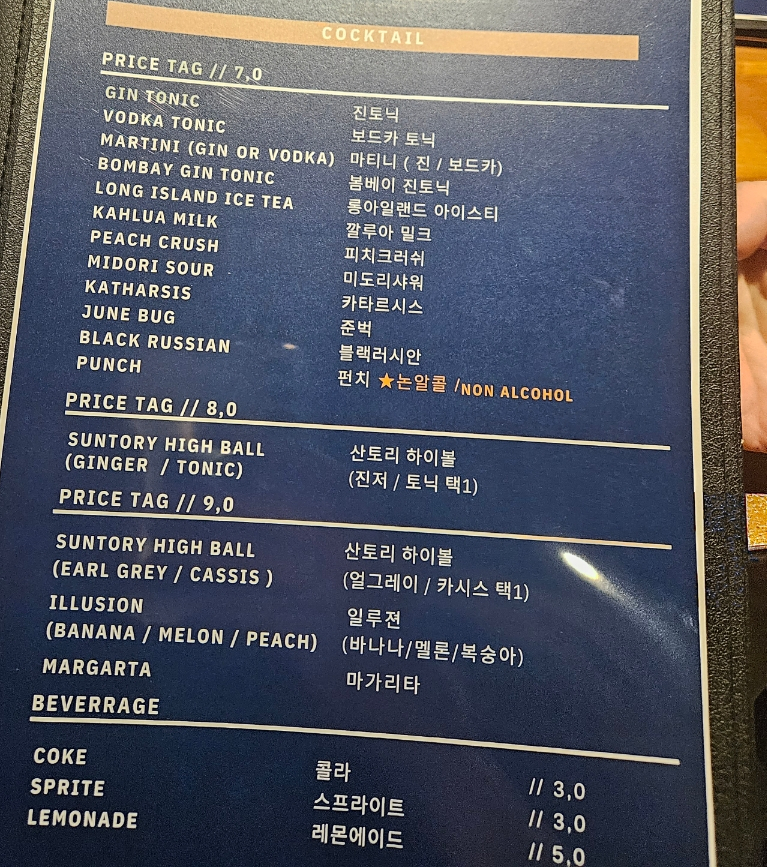 COCKTAIL
PRICE TAG // 7,0
GIN TONIC 진토닉
VODKA TONIC 보드카 토닉
MARTINI (GIN OR VODKA) 마티니 ( 진 / 보드카)
BOMBAY GIN TONIC 봄베이 진토닉
LONG ISLAND ICE TEA 롱아일랜드 아이스티
KAHLUA MILK 깔루아 밀크
PEACH CRUSH 피치크러쉬
MIDORI SOUR 미도리샤워
KATHARSIS 카타르시스
JUNE BUG 준벅
BLACK RUSSIAN 블랙러시안
PUNCH 펀치 ★논알콜 /NON ALCOHOL
PRICE TAG // 8,0
SUNTORY HIGH BALL 산토리 하이볼
(GINGER / TONIC) (진저 / 토닉 택1)
PRICE TAG // 9,0
SUNTORY HIGH BALL 산토리 하이볼
(EARL GREY / CASSIS ) (얼그레이 / 카시스 택1)
ILLUSION 일루젼
(BANANA / MELON / PEACH) (바나나/멜론/복숭아)
MARGARTA 마가리타
BEVERRAGE
COKE 콜라 // 3,0
SPRITE 스프라이트 // 3,0
LEMONADE 레몬에이드 // 5,0